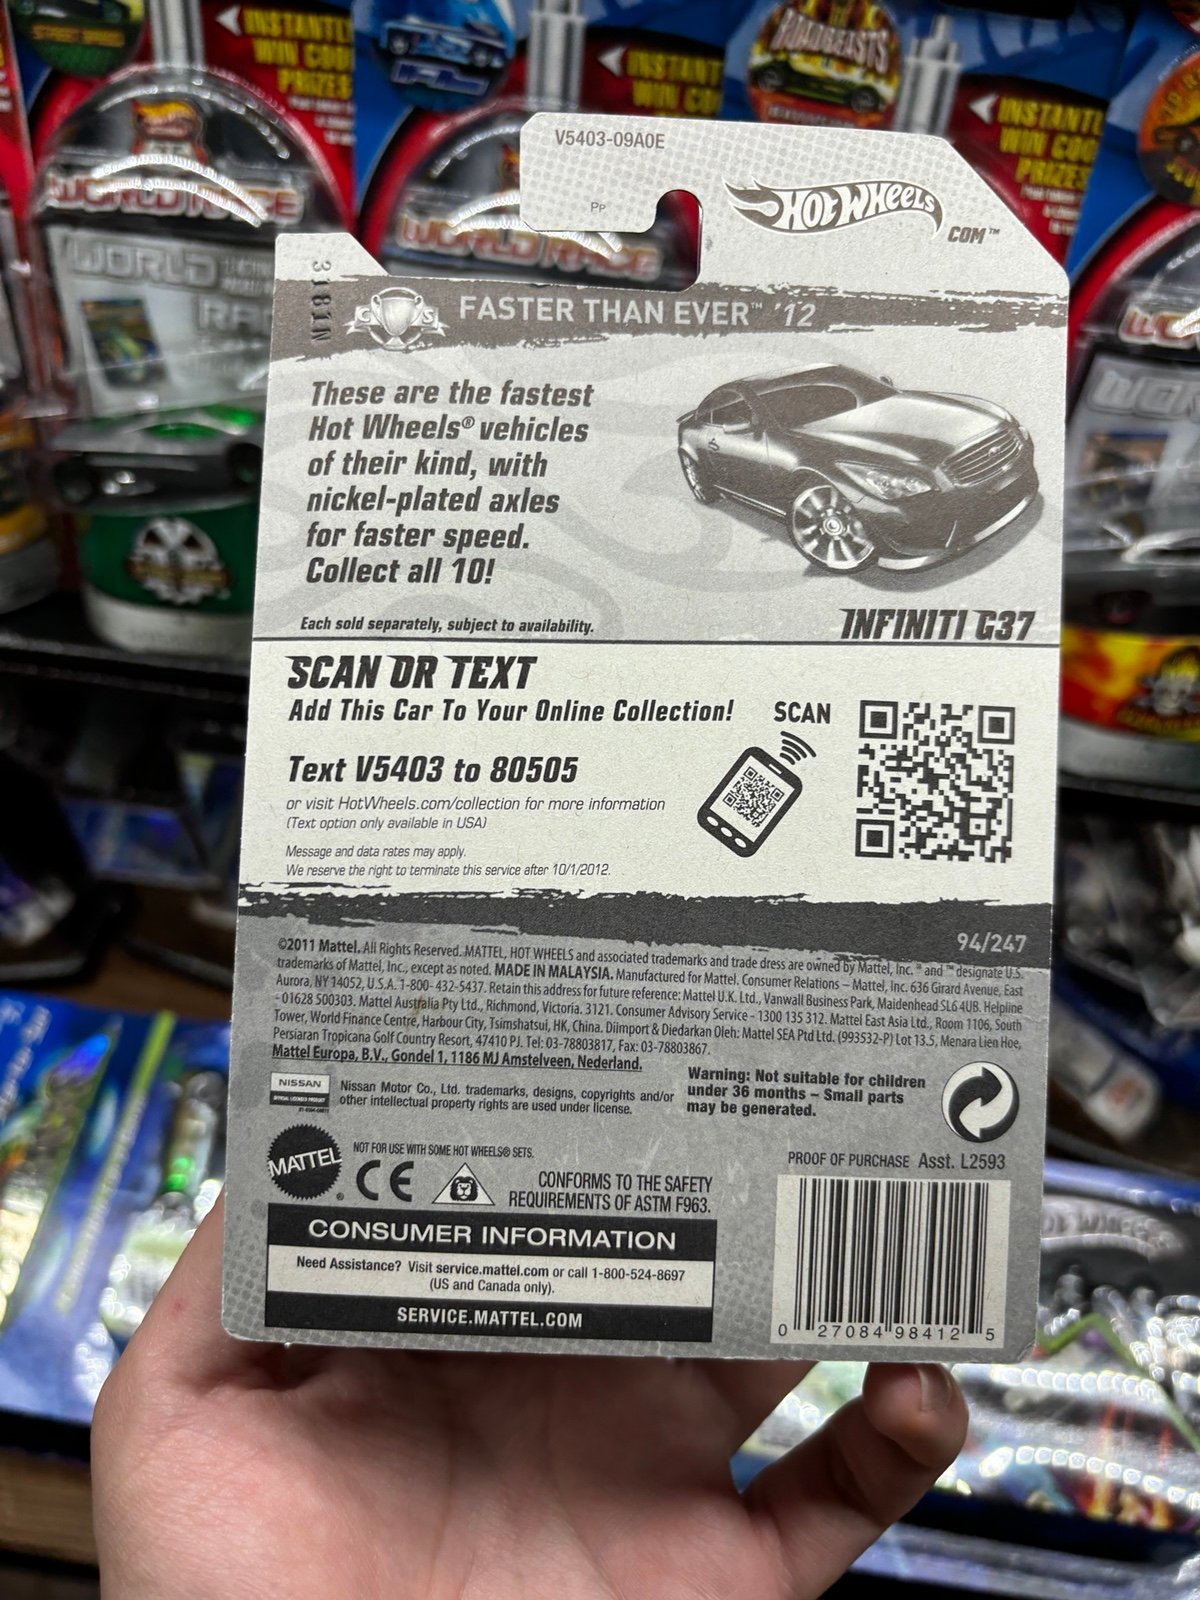 INSTANTL
WIN COO
PRIZES
INSTANT
WIN CO
ROADBEASTS
INSTANTL
WIN COO
PRIZES
WORLD RACE
WORLD RACE
WORLD
V5403-09A0E
PP
HOT WHEELS
COM™
3181N
FASTER THAN EVER™ '12
These are the fastest
Hot Wheels® vehicles
of their kind, with
nickel-plated axles
for faster speed.
Collect all 10!
Each sold separately, subject to availability.
INFINITI G37
SCAN OR TEXT
Add This Car To Your Online Collection!
SCAN
Text V5403 to 80505
or visit HotWheels.com/collection for more information
(Text option only available in USA)
Message and data rates may apply.
We reserve the right to terminate this service after 10/1/2012.
94/247
©2011 Mattel. All Rights Reserved. MATTEL, HOT WHEELS and associated trademarks and trade dress are owned by Mattel, Inc. ® and ™ designate U.S.
trademarks of Mattel, Inc., except as noted. MADE IN MALAYSIA. Manufactured for Mattel. Consumer Relations – Mattel, Inc. 636 Girard Avenue, East
Aurora, NY 14052, U.S.A. 1-800- 432-5437. Retain this address for future reference: Mattel U.K. Ltd., Vanwall Business Park, Maidenhead SL6 4UB. Helpline
- 01628 500303. Mattel Australia Pty Ltd., Richmond, Victoria. 3121. Consumer Advisory Service - 1300 135 312. Mattel East Asia Ltd., Room 1106, South
Tower, World Finance Centre, Harbour City, Tsimshatsui, HK, China. Diimport & Diedarkan Oleh: Mattel SEA Ptd Ltd. (993532-P) Lot 13.5, Menara Lien Hoe,
Persiaran Tropicana Golf Country Resort, 47410 PJ. Tel: 03-78803817, Fax: 03-78803867.
Mattel Europa, B.V., Gondel 1, 1186 MJ Amstelveen, Nederland.
NISSAN
OFFICIAL LICENSED PRODUCT
Nissan Motor Co., Ltd. trademarks, designs, copyrights and/or
other intellectual property rights are used under license.
Warning: Not suitable for children
under 36 months – Small parts
may be generated.
MATTEL®
NOT FOR USE WITH SOME HOT WHEELS® SETS.
CE
CONFORMS TO THE SAFETY
REQUIREMENTS OF ASTM F963.
PROOF OF PURCHASE Asst. L2593
CONSUMER INFORMATION
Need Assistance? Visit service.mattel.com or call 1-800-524-8697
(US and Canada only).
SERVICE.MATTEL.COM
0 27084 98412 5